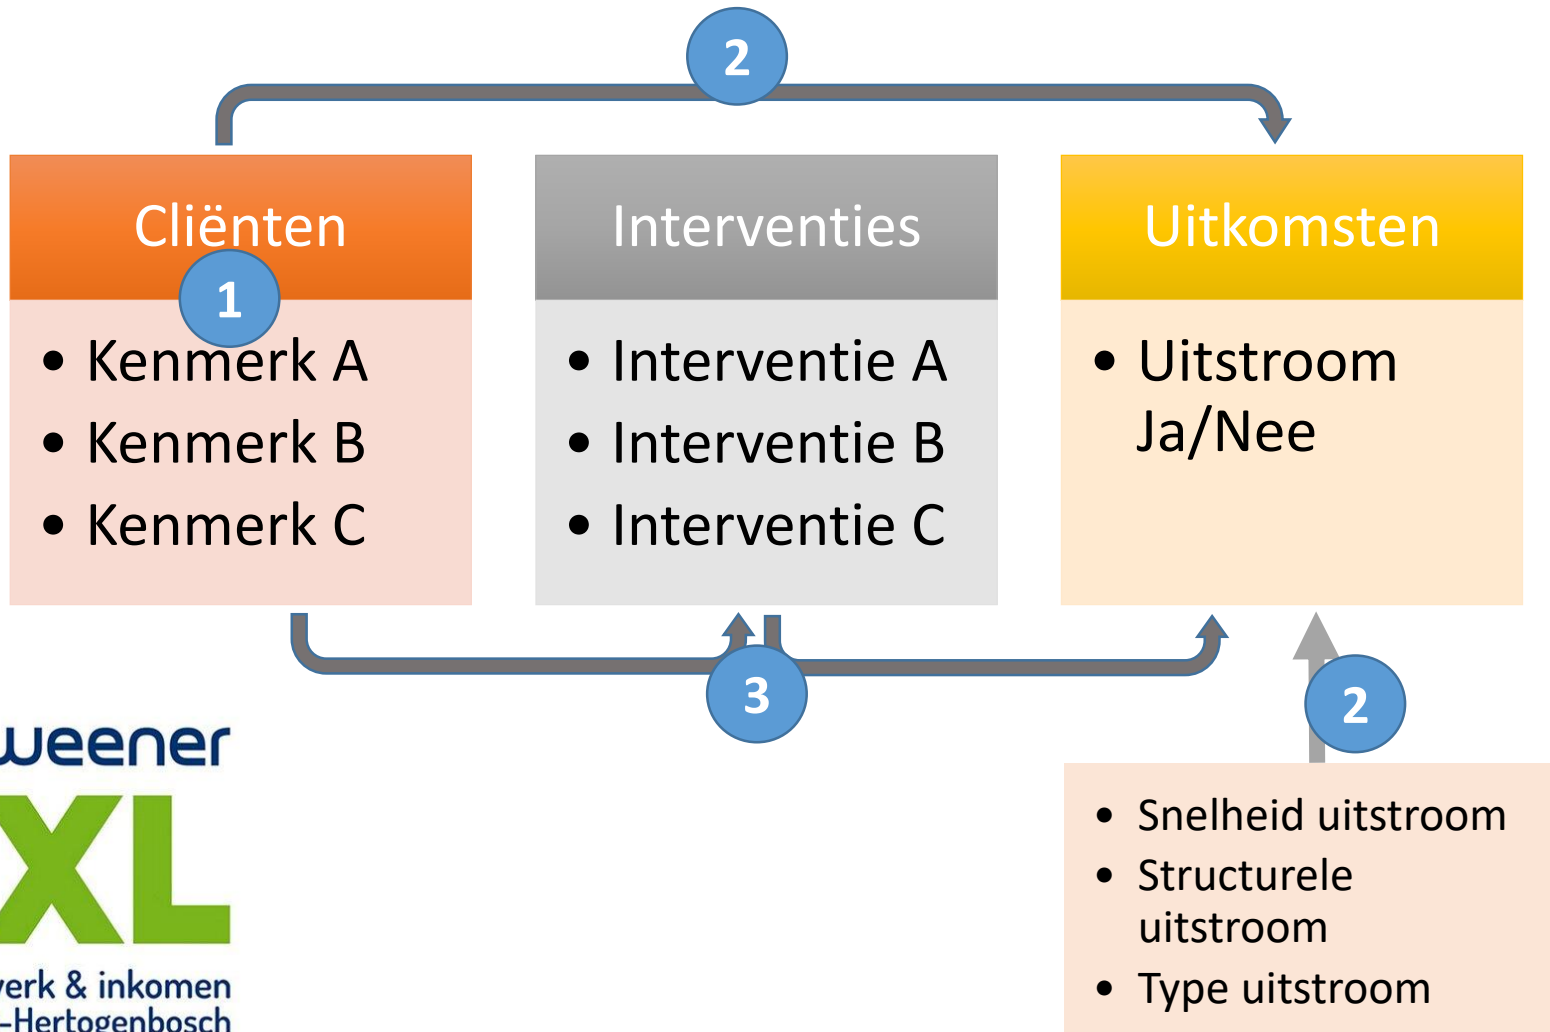 2
Cliënten
1
• Kenmerk A
• Kenmerk B
• Kenmerk C
Interventies
• Interventie A
• Interventie B
• Interventie C
Uitkomsten
• Uitstroom
Ja/Nee
3
2
• Snelheid uitstroom
• Structurele
uitstroom
• Type uitstroom
weener
XL
werk & inkomen
-Hertogenbosch